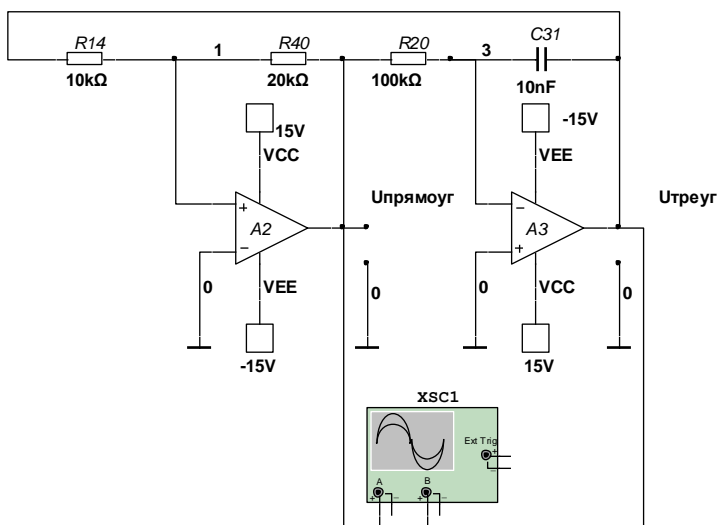 R14
1
R40
R20
3
C31
10kΩ
20kΩ
100kΩ
10nF
15V
-15V
VCC
VEE
Uпрямоуг
Uтреуг
+
A2
−
−
A3
+
0
VEE
0
0
VCC
0
-15V
15V
XSC1
Ext Trig
+
−
A
B
+
−
+
−